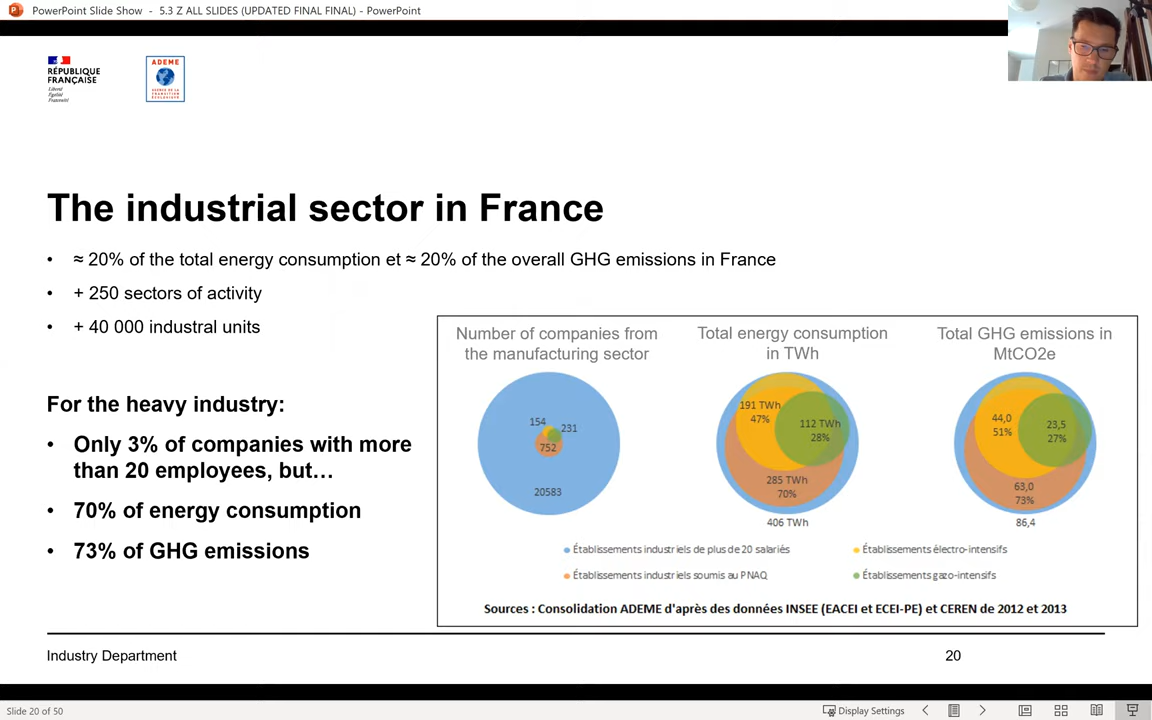 PowerPoint Slide Show - 5.3 Z ALL SLIDES (UPDATED FINAL FINAL) - PowerPoint
RÉPUBLIQUE
FRANÇAISE
Liberté
Égalité
Fraternité
ADEME
AGENCE DE LA
TRANSITION
ÉCOLOGIQUE
The industrial sector in France
• ≈ 20% of the total energy consumption et ≈ 20% of the overall GHG emissions in France
• + 250 sectors of activity
• + 40 000 industral units
For the heavy industry:
• Only 3% of companies with more
than 20 employees, but…
• 70% of energy consumption
• 73% of GHG emissions
Number of companies from
the manufacturing sector
154
231
752
20583
Total energy consumption
in TWh
191 TWh
47%
112 TWh
28%
285 TWh
70%
406 TWh
Total GHG emissions in
MtCO2e
44,0
51%
23,5
27%
63,0
73%
86,4
Établissements industriels de plus de 20 salariés
Établissements électro-intensifs
Établissements industriels soumis au PNAQ
Établissements gazo-intensifs
Sources : Consolidation ADEME d'après des données INSEE (EACEI et ECEI-PE) et CEREN de 2012 et 2013
Industry Department
20
Slide 20 of 50
Display Settings